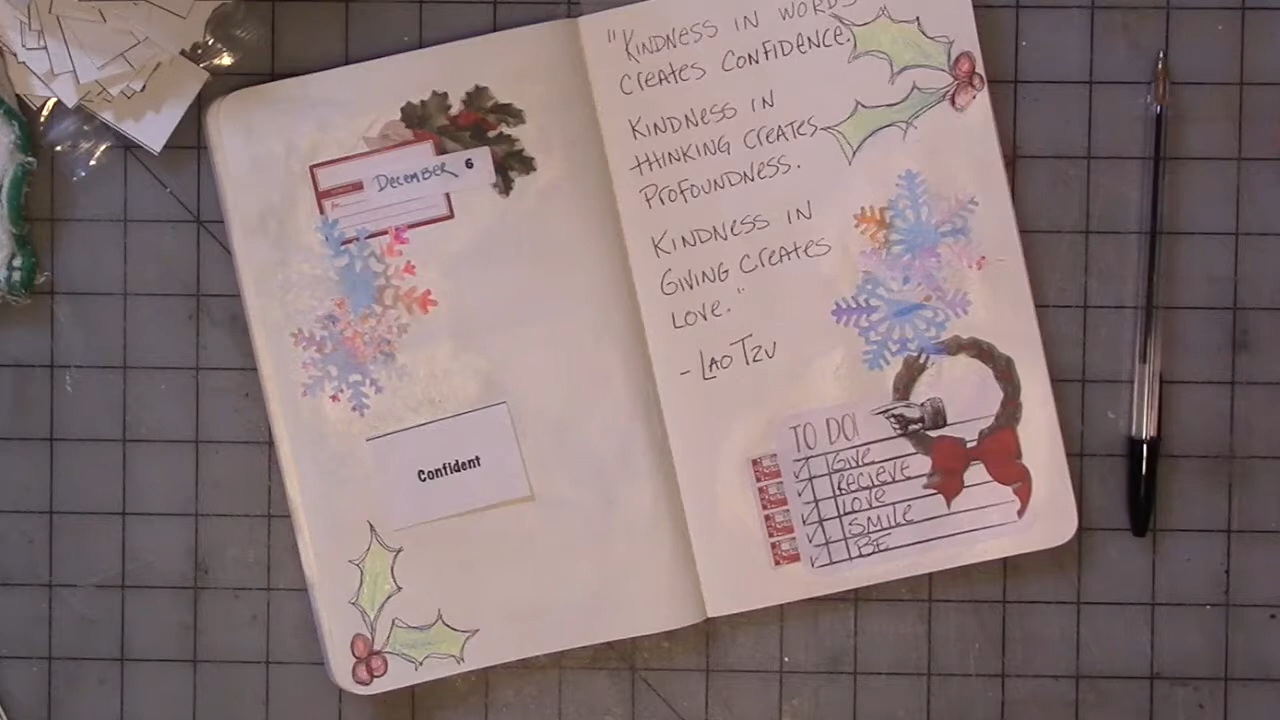 December 6
Confident
"KINDNESS IN WORDS
CREATES CONFIDENCE.
KINDNESS IN
THINKING CREATES
PROFOUNDNESS.
KINDNESS IN
GIVING CREATES
LOVE."
- LAO TZU
TO DO!
GIVE
RECIEVE
LOVE
SMILE
BE